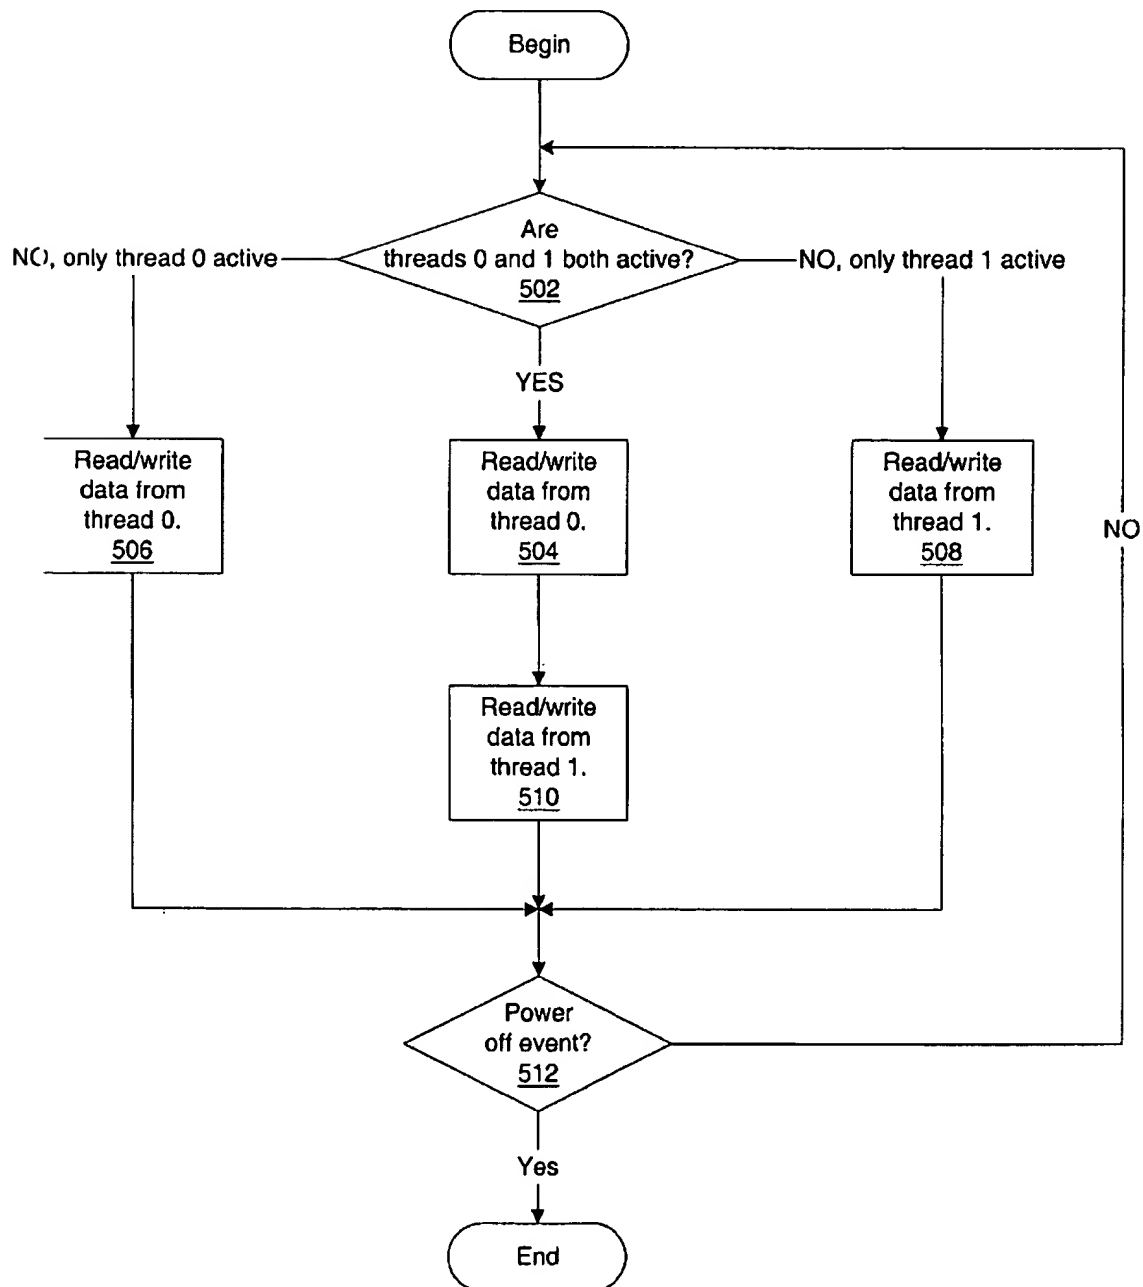 Begin
Are
threads 0 and 1 both active?
502
NO, only thread 0 active
NO, only thread 1 active
YES
Read/write
data from
thread 0.
506
Read/write
data from
thread 0.
504
Read/write
data from
thread 1.
508
NO
Read/write
data from
thread 1.
510
Power
off event?
512
Yes
End